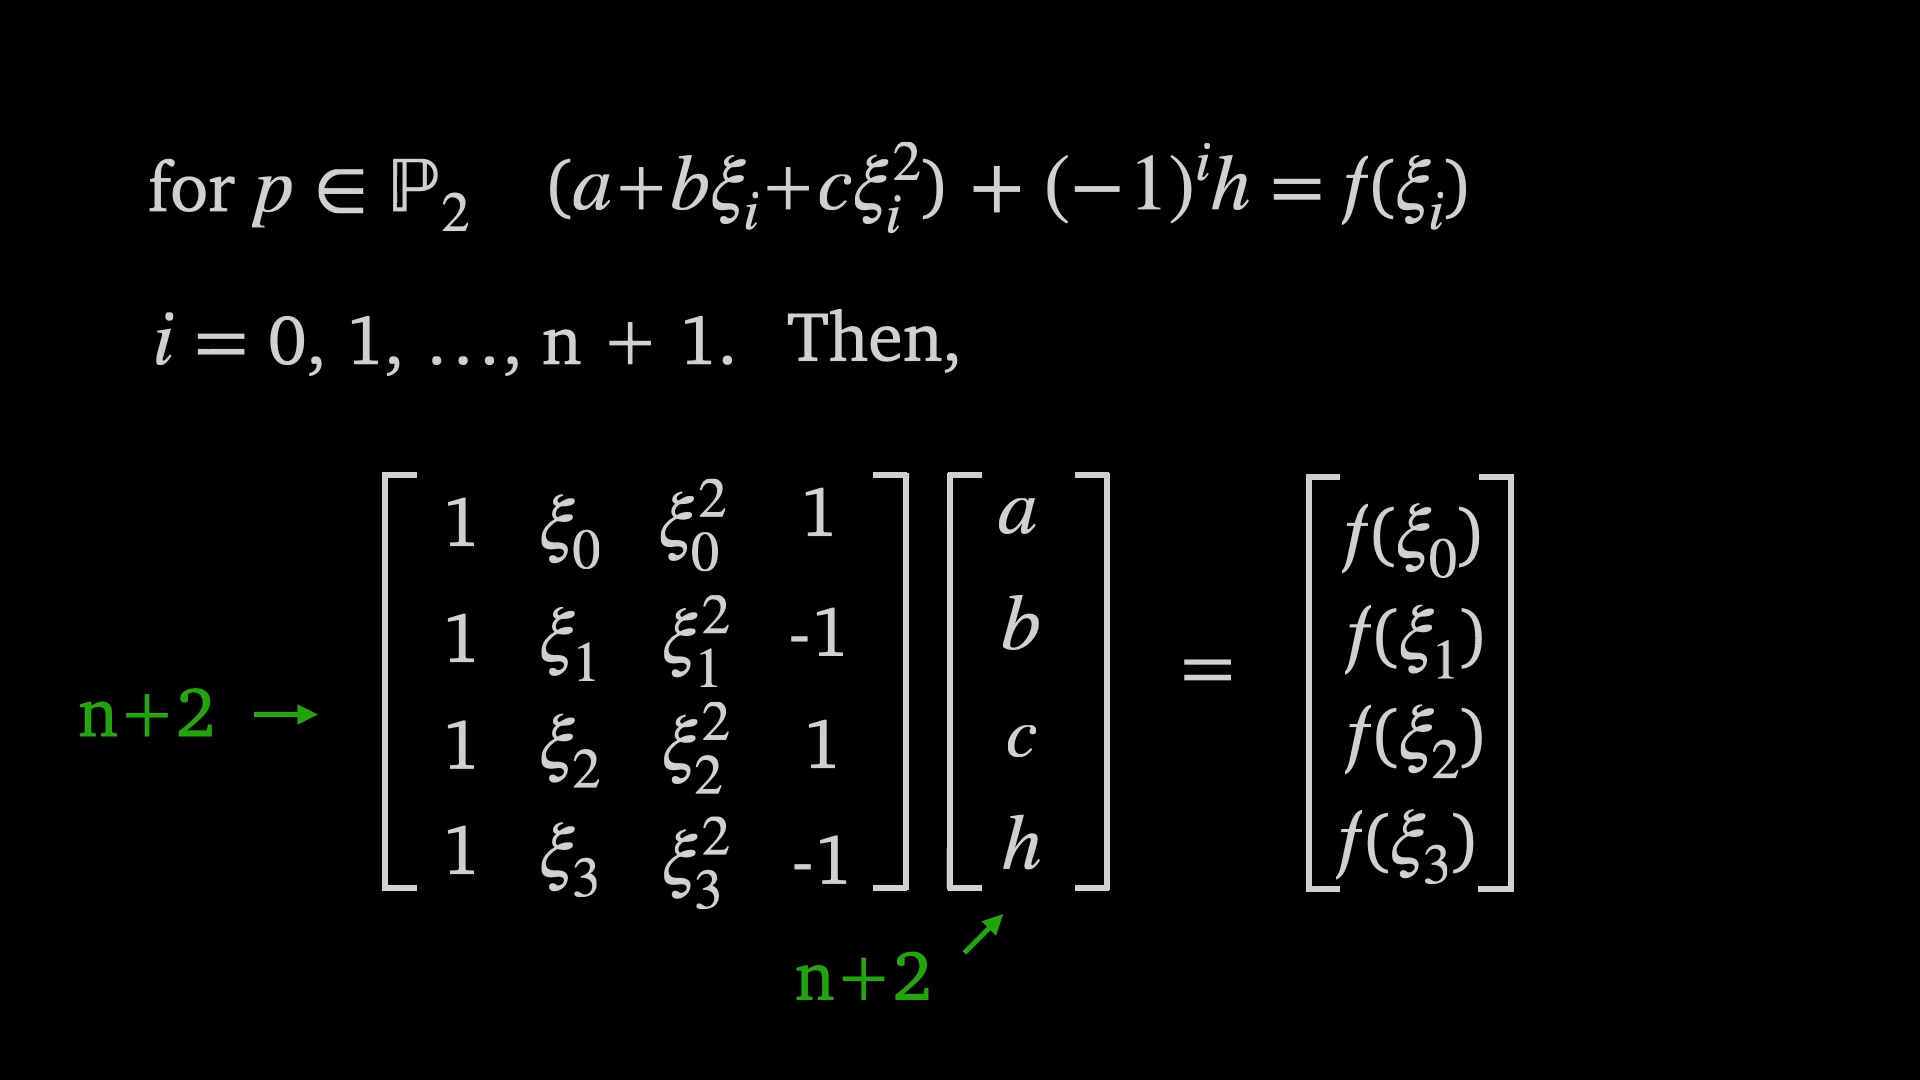 for p ∈ ℙ₂ (a+bξᵢ+cξᵢ²) + (−1)ⁱh = f(ξᵢ)
i = 0, 1, ..., n + 1. Then,
1 ξ₀ ξ₀² 1 a f(ξ₀)
1 ξ₁ ξ₁² -1 b f(ξ₁)
=
n+2 →
1 ξ₂ ξ₂² 1 c f(ξ₂)
1 ξ₃ ξ₃² -1 h f(ξ₃)
n+2